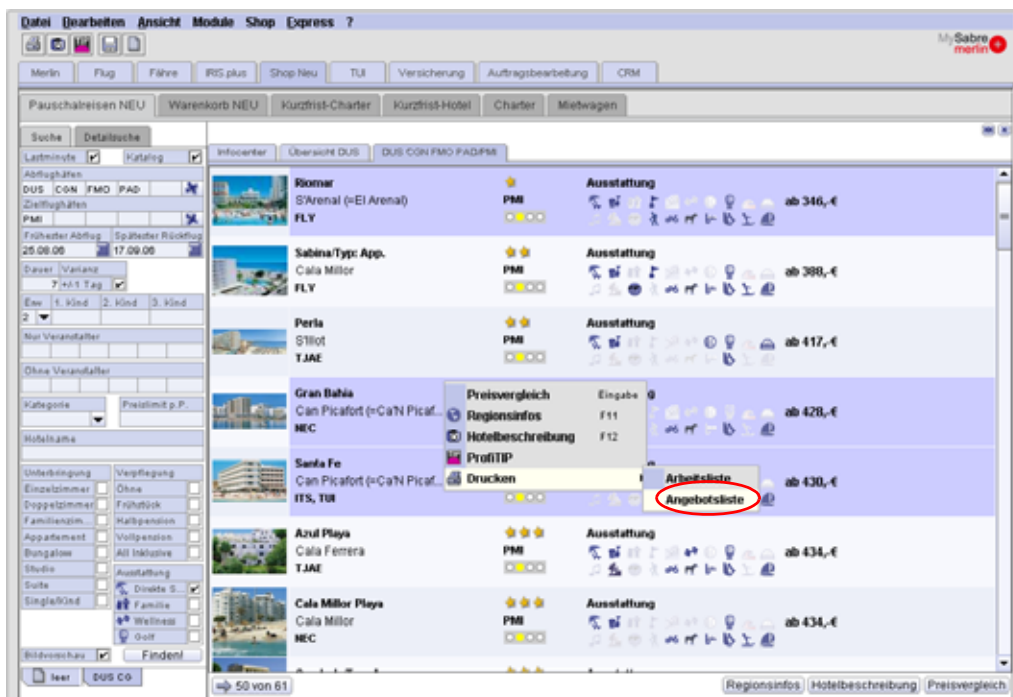 Datei Bearbeiten Ansicht Module Shop Express ?
MySabre merlin
Merlin Flug Fähre IRIS plus Shop Neu TUI Versicherung Auftragsbearbeitung CRM
Pauschalreisen NEU Warenkorb NEU Kurzfrist-Charter Kurzfrist-Hotel Charter Mietwagen
Suche Detailsuche
Lastminute Katalog
Abflughäfen
DUS CGN FMO PAD
Zielflughäfen
PMI
Frühester Abflug Spätester Rückflug
25.08.06 17.09.06
Dauer Varianz
7 +/-1 Tag
Erw 1. Kind 2. Kind 3. Kind
2
Nur Veranstalter
Ohne Veranstalter
Kategorie Preislimit p.P.
Hotelname
Unterbringung Verpflegung
Einzelzimmer Ohne
Doppelzimmer Frühstück
Familienzim... Halbpension
Appartement Vollpension
Bungalow All Inklusive
Studio Ausstattung
Suite Direkte S...
Single/Kind Familie
Wellness
Golf
Bildvorschau Finden!
leer DUS CG
Infocenter Übersicht DUS DUS CGN FMO PAD/PMI
Riomar Ausstattung
S'Arenal (=El Arenal) PMI ab 346,-€
FLY
Sabina/Typ: App. Ausstattung
Cala Millor PMI ab 388,-€
FLY
Perla Ausstattung
S'Illot PMI ab 417,-€
TJAE
Gran Bahia
Can Picafort (=Ca'N Picaf... ab 428,-€
NEC
Preisvergleich Eingabe
Regionsinfos F11
Hotelbeschreibung F12
ProfiTIP
Drucken
Arbeitsliste
Angebotsliste
Santa Fe
Can Picafort (=Ca'N Picaf... ab 430,-€
ITS, TUI
Azul Playa Ausstattung
Cala Ferrera PMI ab 434,-€
TJAE
Cala Millor Playa Ausstattung
Cala Millor PMI ab 434,-€
NEC
50 von 61 Regionsinfos Hotelbeschreibung Preisvergleich